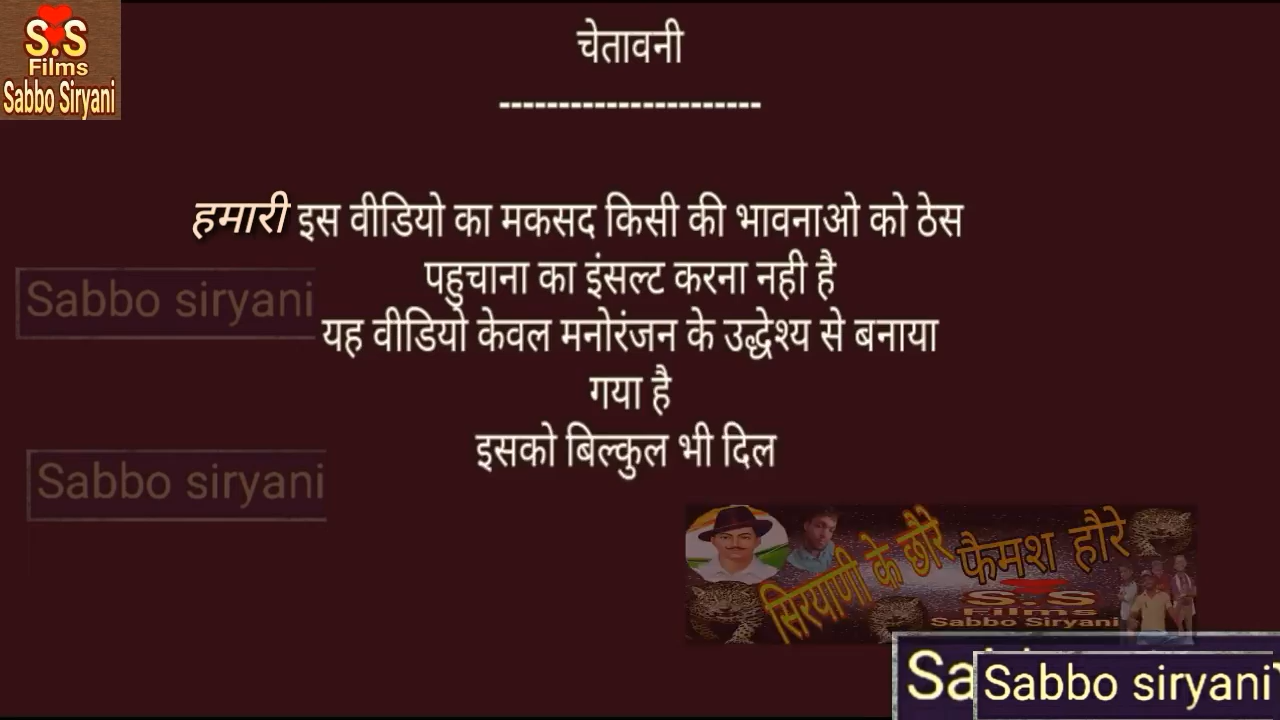 S.S
Films
Sabbo Siryani
चेतावनी
----------------------
हमारी इस वीडियो का मकसद किसी की भावनाओ को ठेस
पहुचाना का इंसल्ट करना नही है
यह वीडियो केवल मनोरंजन के उद्धेश्य से बनाया
गया है
इसको बिल्कुल भी दिल
Sabbo siryani
Sabbo siryani
सिरयाणी के छौरे फैमश हौरे
S.S
Films
Sabbo Siryani
Sa
Sabbo siryani